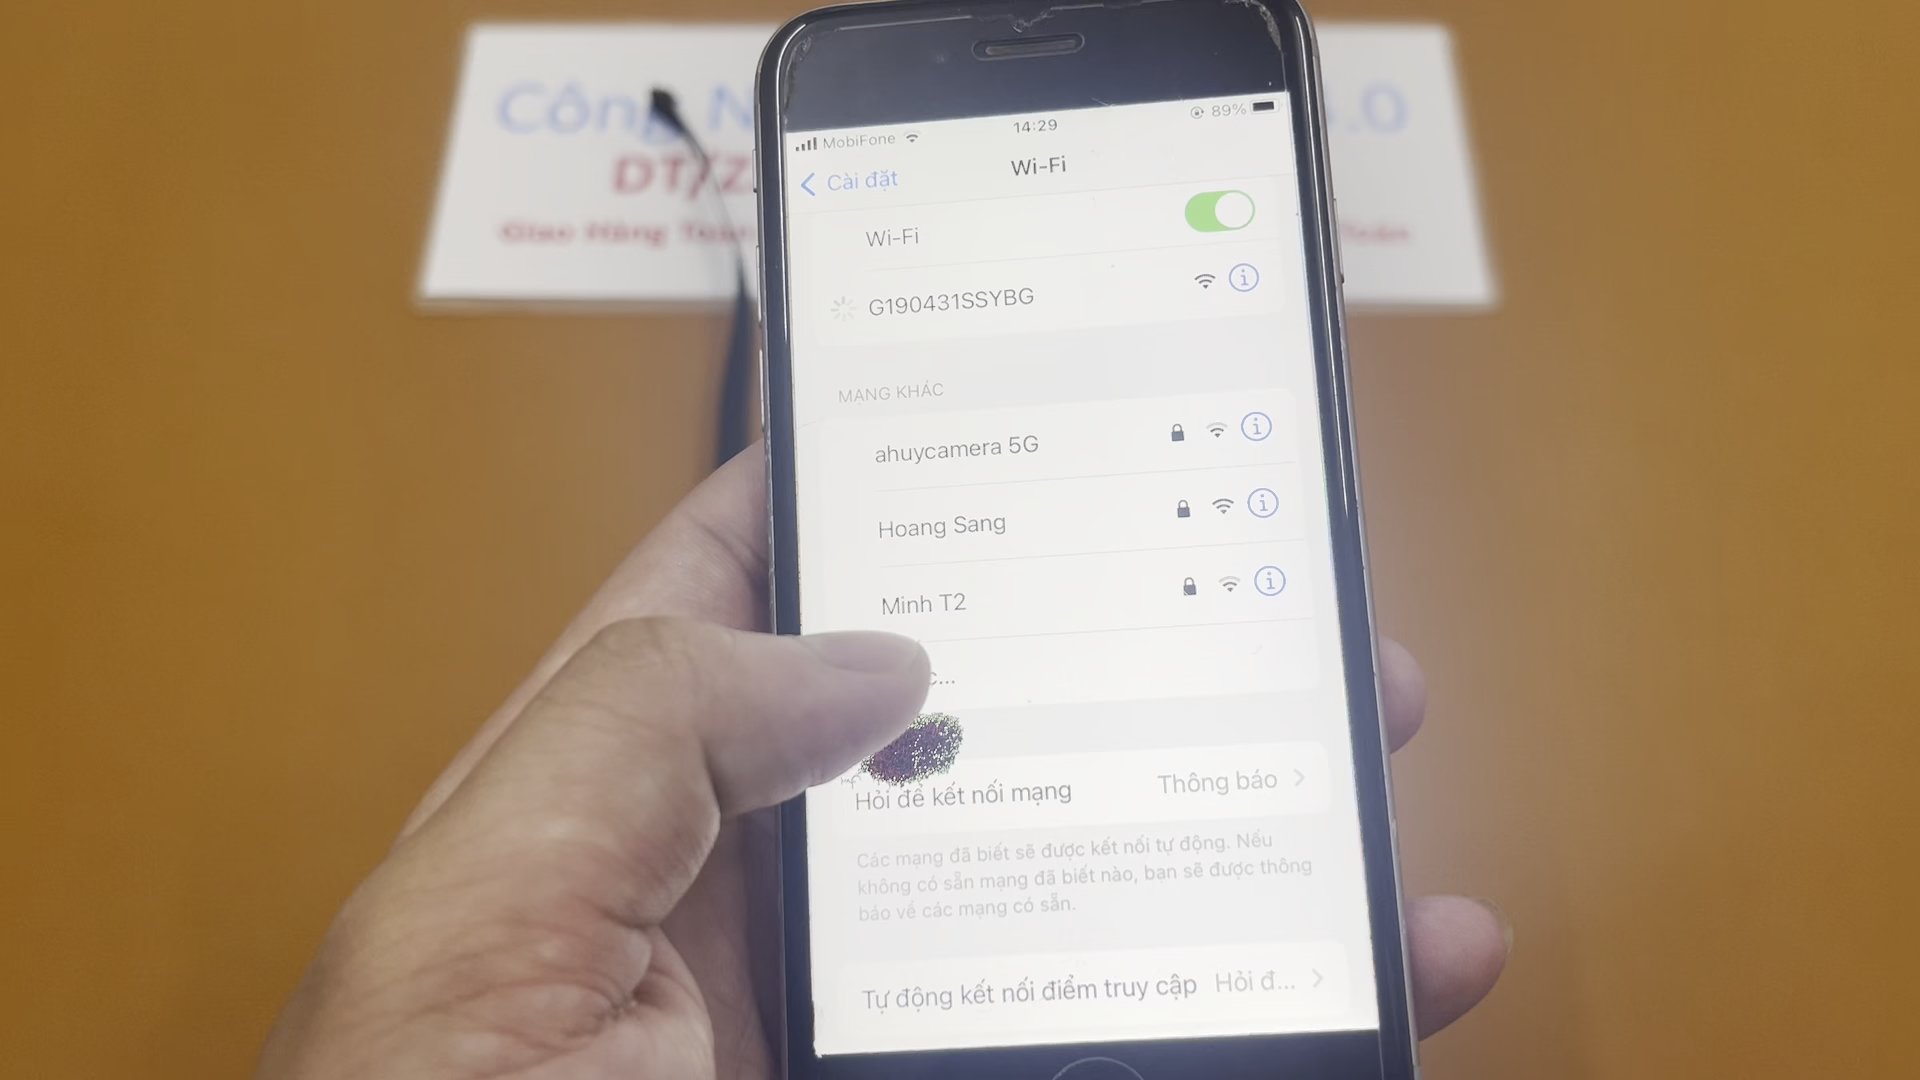 Công
4.0
DT/Z
Giao Hàng Toàn
Toán
MobiFone
14:29
89%
Cài đặt
Wi-Fi
Wi-Fi
G190431SSYBG
MẠNG KHÁC
ahuycamera 5G
Hoang Sang
Minh T2
Hỏi để kết nối mạng
Thông báo
Các mạng đã biết sẽ được kết nối tự động. Nếu
không có sẵn mạng đã biết nào, bạn sẽ được thông
báo về các mạng có sẵn.
Tự động kết nối điểm truy cập
Hỏi đ...